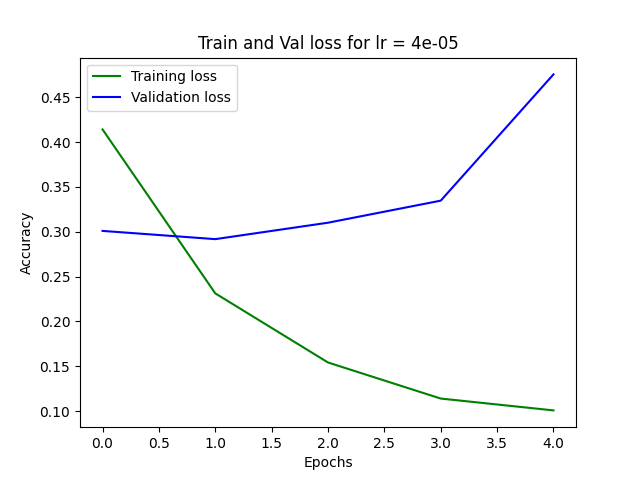 Train and Val loss for lr = 4e-05
Training loss
Validation loss
0.45
0.40
0.35
0.30
0.25
0.20
0.15
0.10
Accuracy
0.0 0.5 1.0 1.5 2.0 2.5 3.0 3.5 4.0
Epochs